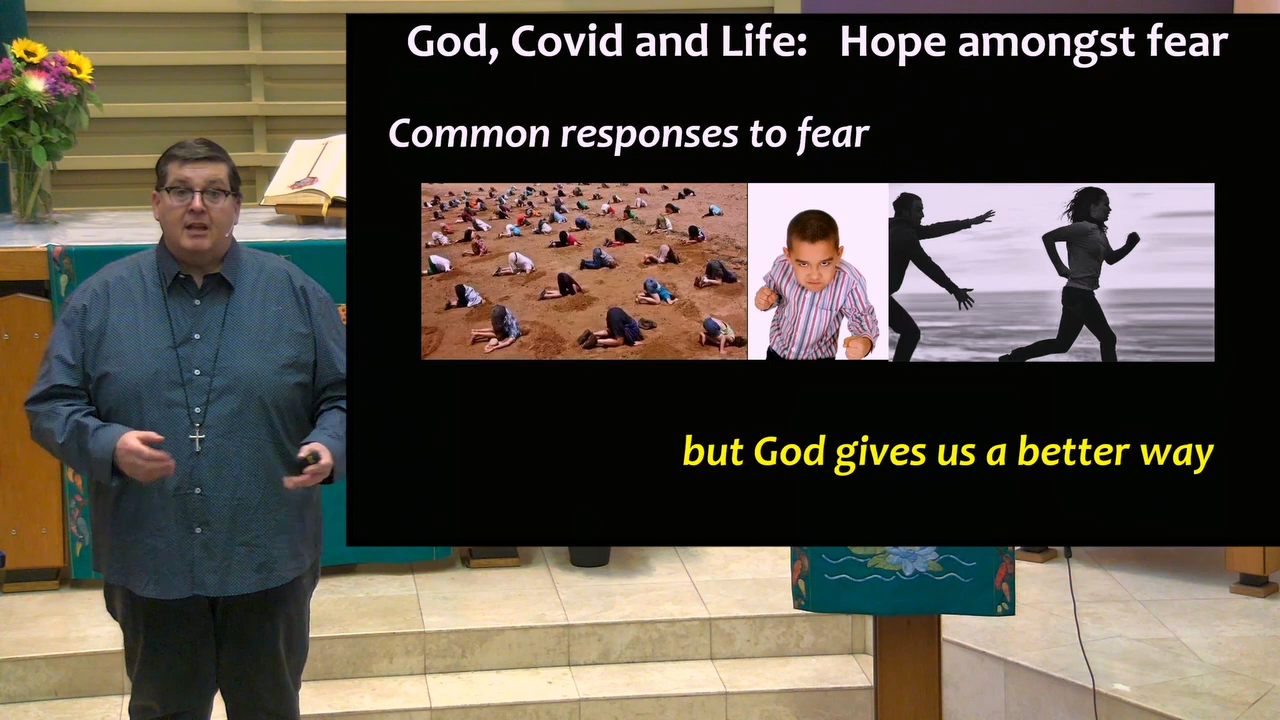 God, Covid and Life: Hope amongst fear
Common responses to fear
but God gives us a better way